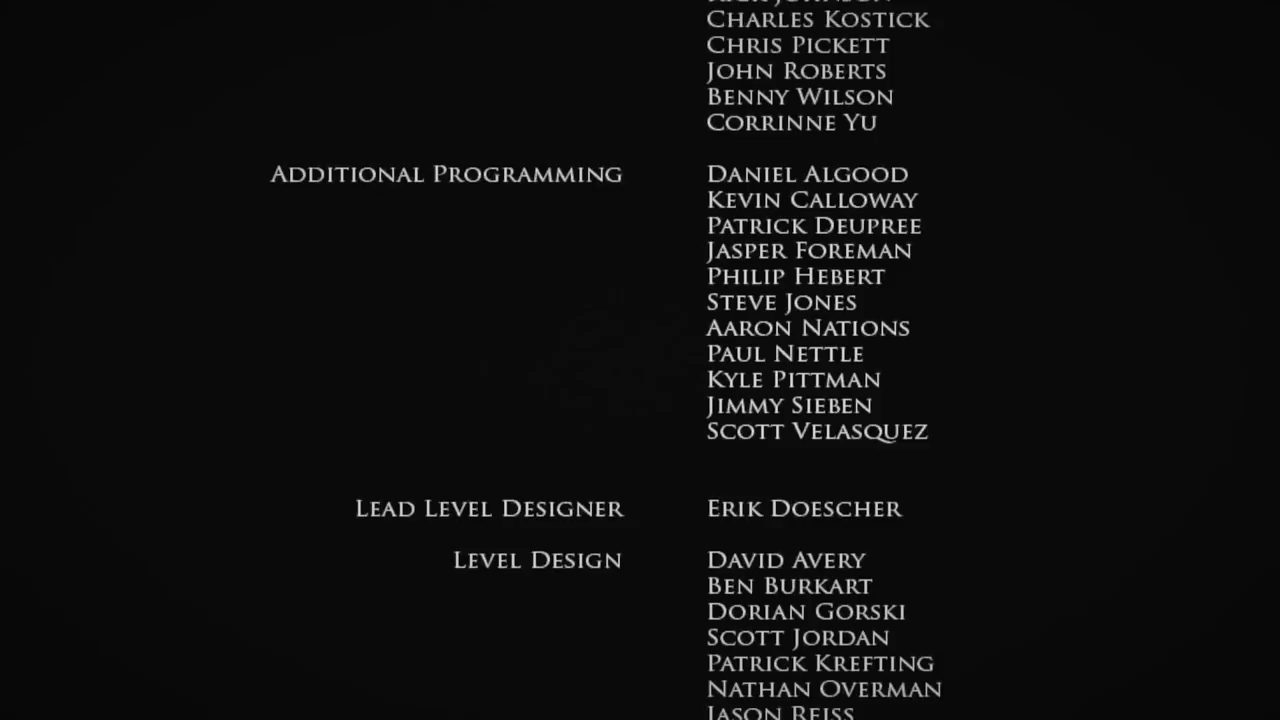 Charles Kostick
Chris Pickett
John Roberts
Benny Wilson
Corrinne Yu
Additional Programming Daniel Algood
Kevin Calloway
Patrick Deupree
Jasper Foreman
Philip Hebert
Steve Jones
Aaron Nations
Paul Nettle
Kyle Pittman
Jimmy Sieben
Scott Velasquez
Lead Level Designer Erik Doescher
Level Design David Avery
Ben Burkart
Dorian Gorski
Scott Jordan
Patrick Krefting
Nathan Overman
Jason Reiss